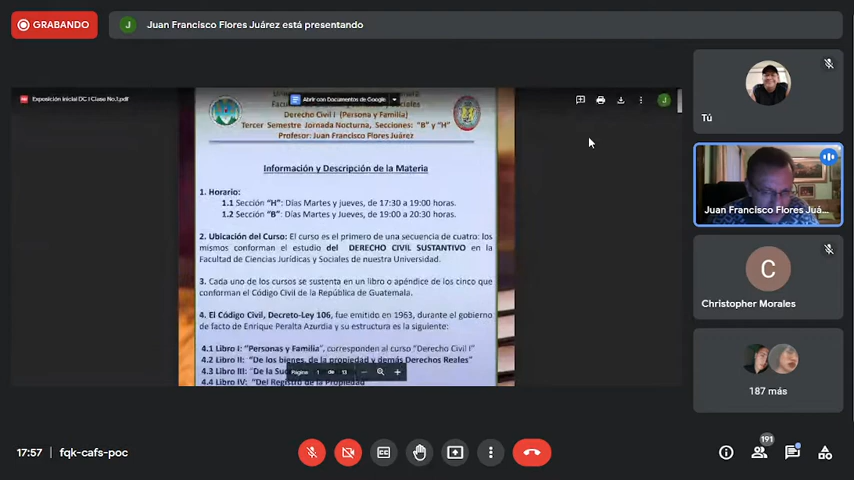 GRABANDO
J Juan Francisco Flores Juárez está presentando
Exposición Inicial DC I Clase No.1.pdf
Abrir con Documentos de Google
J
Derecho Civil I (Persona y Familia)
Tercer Semestre Jornada Nocturna, Secciones: "B" y "H"
Profesor: Juan Francisco Flores Juárez
Información y Descripción de la Materia
1. Horario:
1.1 Sección "H": Días Martes y jueves, de 17:30 a 19:00 horas.
1.2 Sección "B": Días Martes y Jueves, de 19:00 a 20:30 horas.
2. Ubicación del Curso: El curso es el primero de una secuencia de cuatro: los
mismos conforman el estudio del DERECHO CIVIL SUSTANTIVO en la
Facultad de Ciencias Jurídicas y Sociales de nuestra Universidad.
3. Cada uno de los cursos se sustenta en un libro o apéndice de los cinco que
conforman el Código Civil de la República de Guatemala.
4. El Código Civil, Decreto-Ley 106, fue emitido en 1963, durante el gobierno
de facto de Enrique Peralta Azurdia y su estructura es la siguiente:
4.1 Libro I: "Personas y Familia", corresponden al curso "Derecho Civil I"
4.2 Libro II: "De los bienes, de la propiedad y demás Derechos Reales"
4.3 Libro III: "De la
4.4 Libro IV: "Del Registro de la Propiedad
Página 1 de 13
Tú
Juan Francisco Flores Juá...
C
Christopher Morales
187 más
17:57 fqk-cafs-poc
191